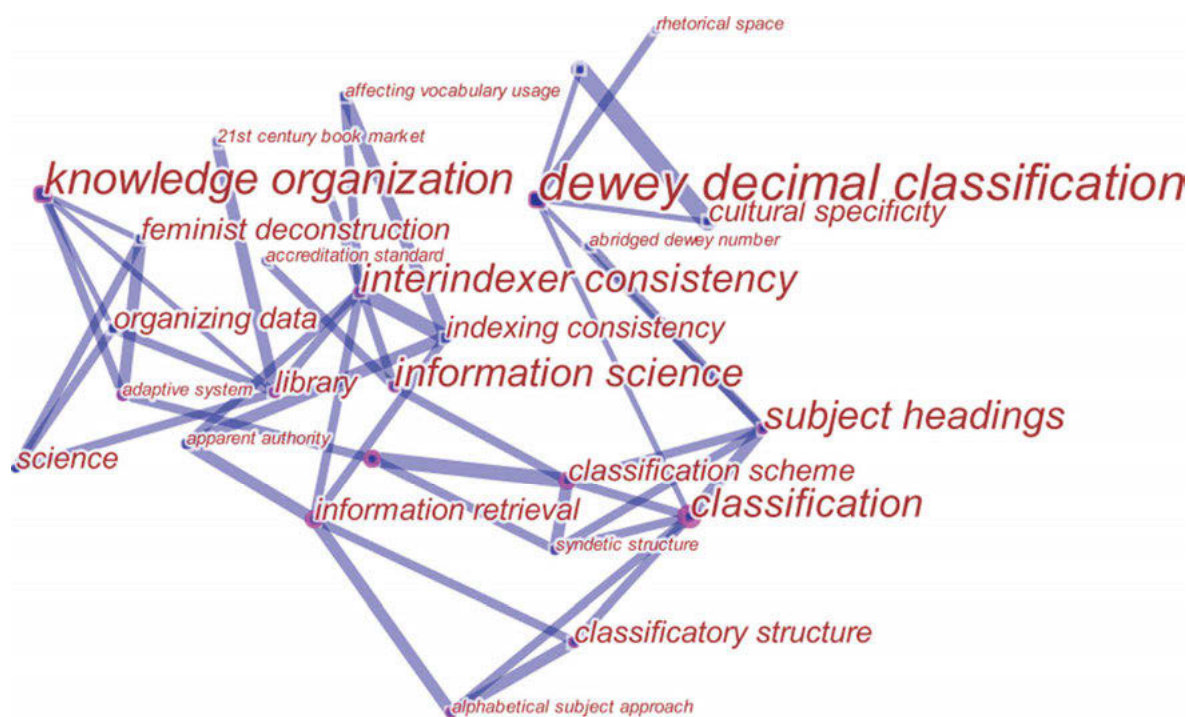 rhetorical space
affecting vocabulary usage
21st century book market
knowledge organization
dewey decimal classification
cultural specificity
feminist deconstruction
abridged dewey number
accreditation standard
interindexer consistency
organizing data
indexing consistency
information science
adaptive system
library
subject headings
apparent authority
science
classification scheme
classification
information retrieval
syndetic structure
classificatory structure
alphabetical subject approach